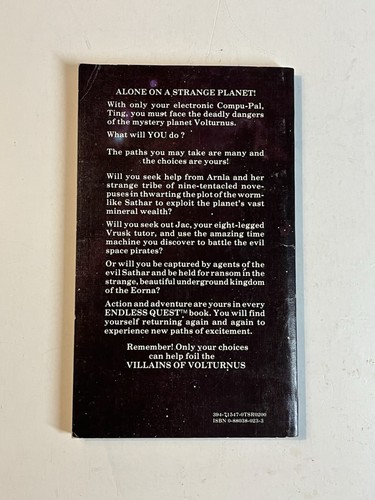 ALONE ON A STRANGE PLANET!
With only your electronic Compu-Pal,
Ting, you must face the deadly dangers
of the mystery planet Volturnus.
What will YOU do?
The paths you may take are many and
the choices are yours!
Will you seek help from Arnla and her
strange tribe of nine-tentacled nove-
puses in thwarting the plot of the worm-
like Sathar to exploit the planet's vast
mineral wealth?
Will you seek out Jac, your eight-legged
Vrusk tutor, and use the amazing time
machine you discover to battle the evil
space pirates?
Or will you be captured by agents of the
evil Sathar and be held for ransom in the
strange, beautiful underground kingdom
of the Eorna?
Action and adventure are yours in every
ENDLESS QUEST™ book. You will find
yourself returning again and again to
experience new paths of excitement.
Remember! Only your choices
can help foil the
VILLAINS OF VOLTURNUS
394-71547-0TSR0200
ISBN 0-88038-023-3